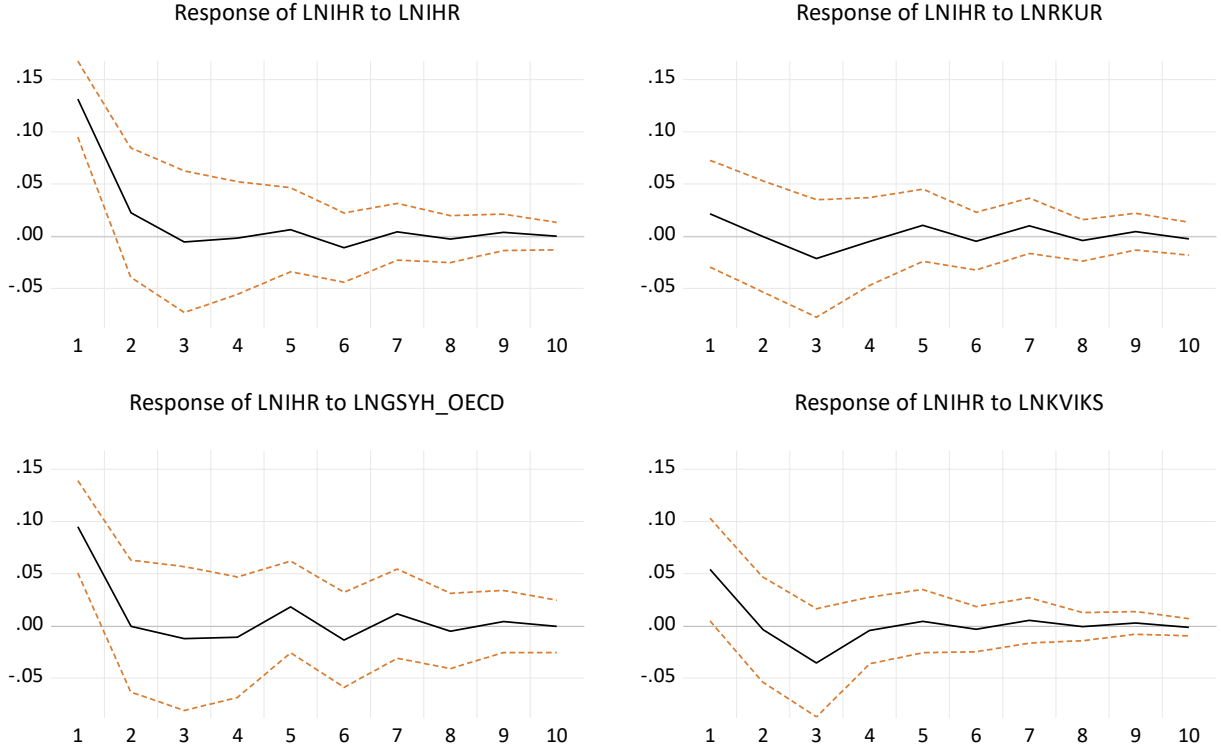 Response of LNIHR to LNIHR
.15
.10
.05
.00
-.05
1 2 3 4 5 6 7 8 9 10
Response of LNIHR to LNRKUR
.15
.10
.05
.00
-.05
1 2 3 4 5 6 7 8 9 10
Response of LNIHR to LNGSYH_OECD
.15
.10
.05
.00
-.05
1 2 3 4 5 6 7 8 9 10
Response of LNIHR to LNKVIKS
.15
.10
.05
.00
-.05
1 2 3 4 5 6 7 8 9 10